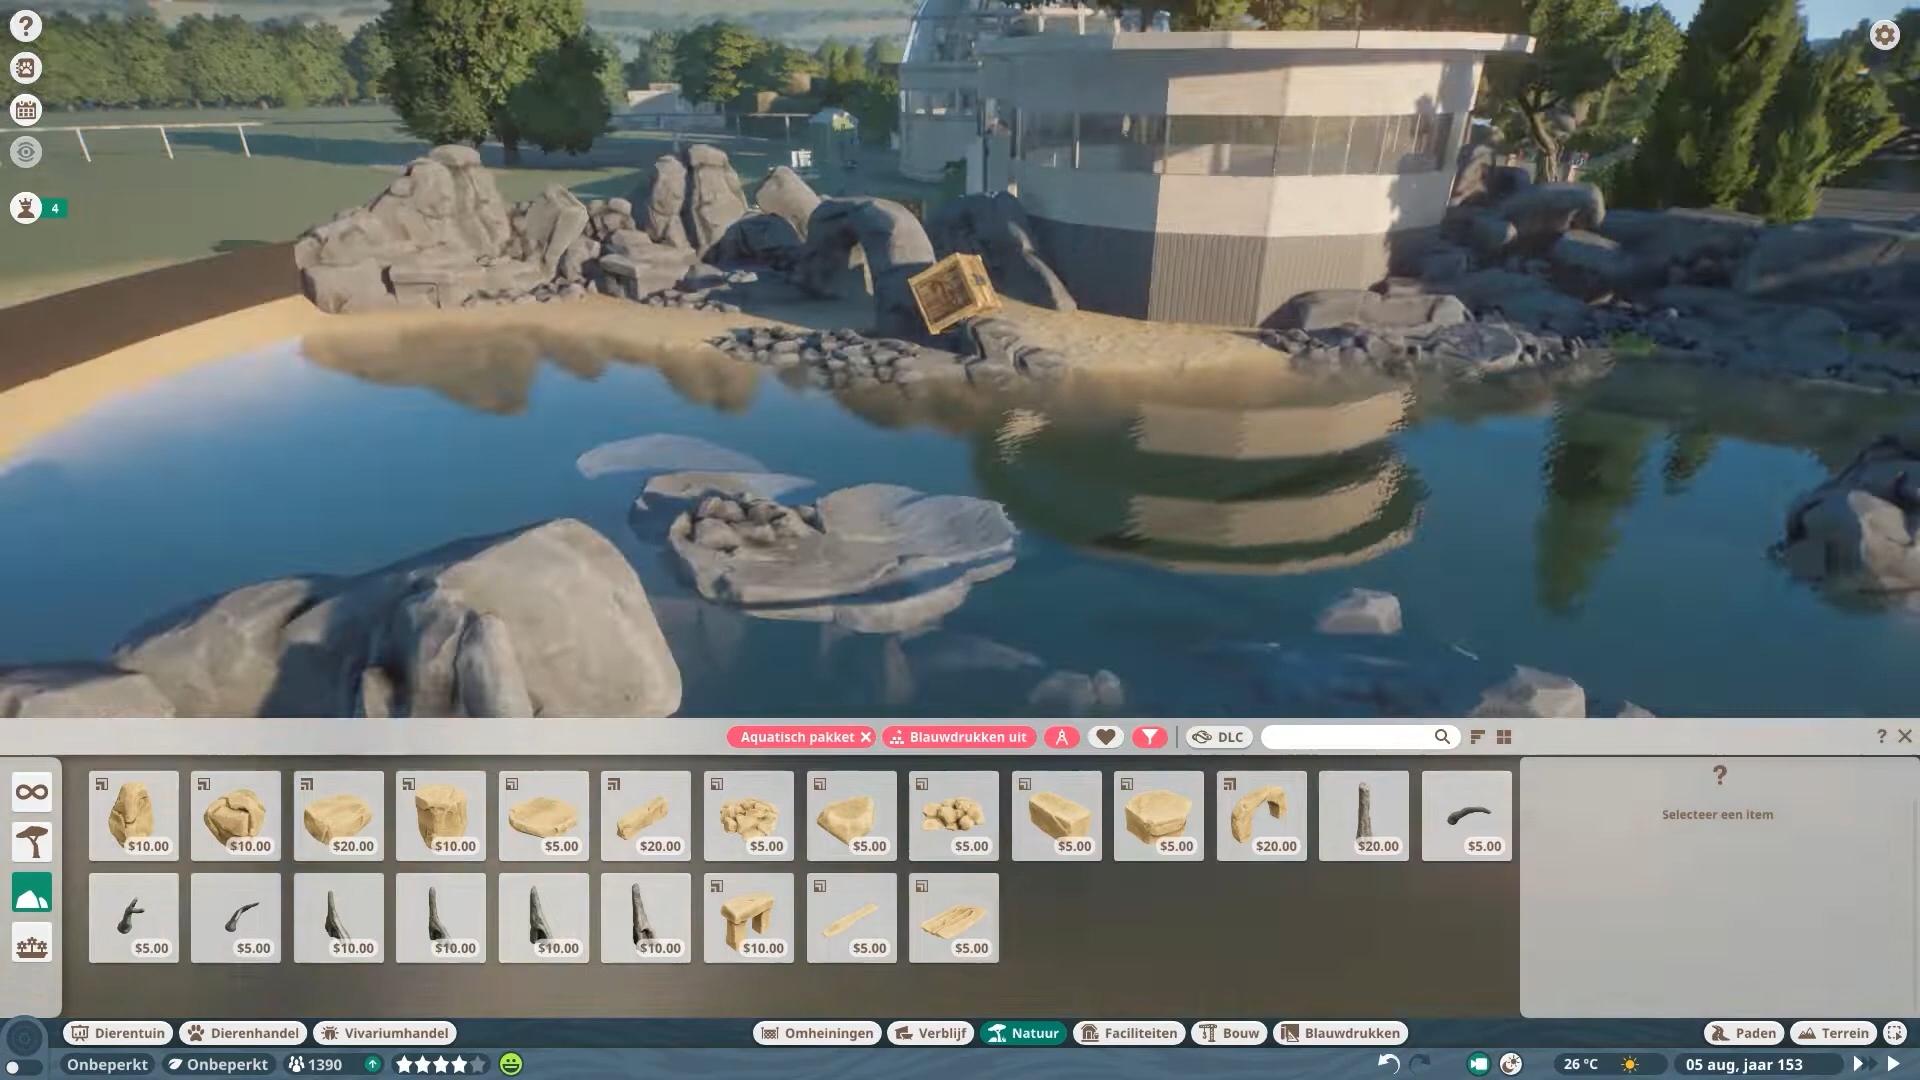 ?
4
Aquatisch pakket
Blauwdrukken uit
DLC
?
$10.00 $10.00 $20.00 $10.00 $5.00 $20.00 $5.00 $5.00 $5.00 $5.00 $5.00 $20.00 $20.00 $5.00
$5.00 $5.00 $10.00 $10.00 $10.00 $10.00 $10.00 $5.00 $5.00
?
Selecteer een item
Dierentuin Dierenhandel Vivariumhandel Omheiningen Verblijf Natuur Faciliteiten Bouw Blauwdrukken Paden Terrein
Onbeperkt Onbeperkt 1390 26 °C 05 aug, jaar 153